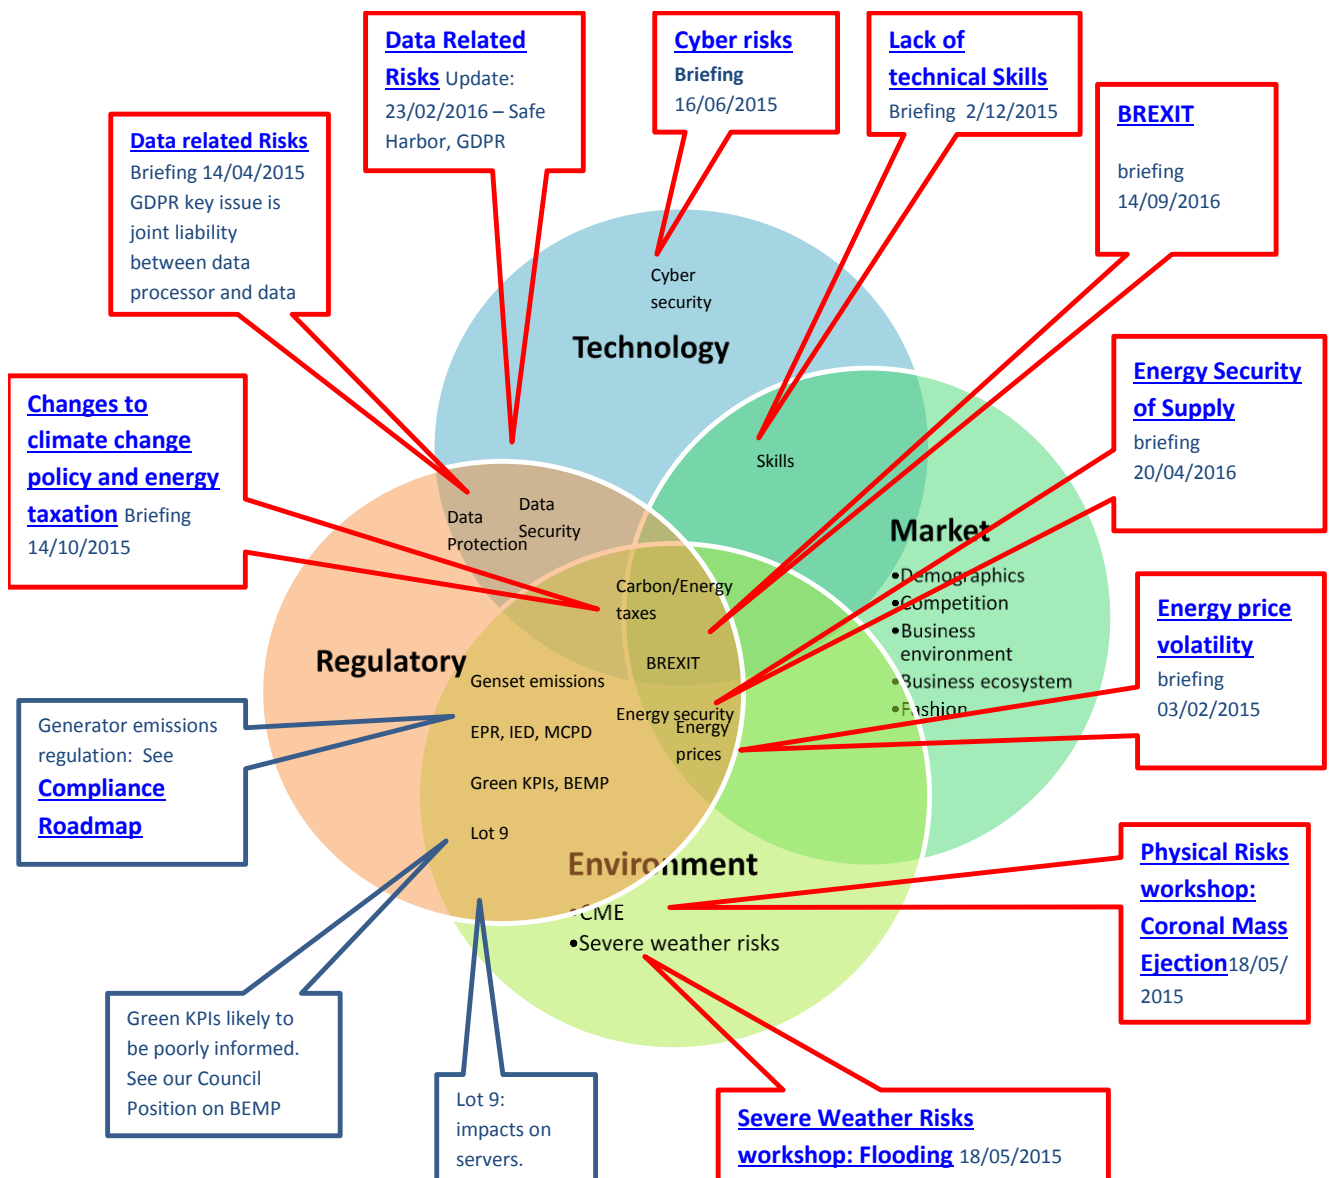 Data Related
Risks Update:
23/02/2016 – Safe
Harbor, GDPR
Cyber risks
Briefing
16/06/2015
Lack of
technical Skills
Briefing 2/12/2015
BREXIT
briefing
14/09/2016
Data related Risks
Briefing 14/04/2015
GDPR key issue is
joint liability
between data
processor and data
Cyber
security
Technology
Energy Security
of Supply
briefing
20/04/2016
Changes to
climate change
policy and energy
taxation Briefing
14/10/2015
Skills
Data
Protection
Data
Security
Market
•Demographics
•Competition
•Business
environment
•Business ecosystem
•Fashion
Carbon/Energy
taxes
BREXIT
Energy security
Energy
prices
Energy price
volatility
briefing
03/02/2015
Regulatory
Genset emissions
EPR, IED, MCPD
Green KPIs, BEMP
Lot 9
Generator emissions
regulation: See
Compliance
Roadmap
Environment
•CME
•Severe weather risks
Physical Risks
workshop:
Coronal Mass
Ejection18/05/
2015
Green KPIs likely to
be poorly informed.
See our Council
Position on BEMP
Lot 9:
impacts on
servers.
Severe Weather Risks
workshop: Flooding 18/05/2015